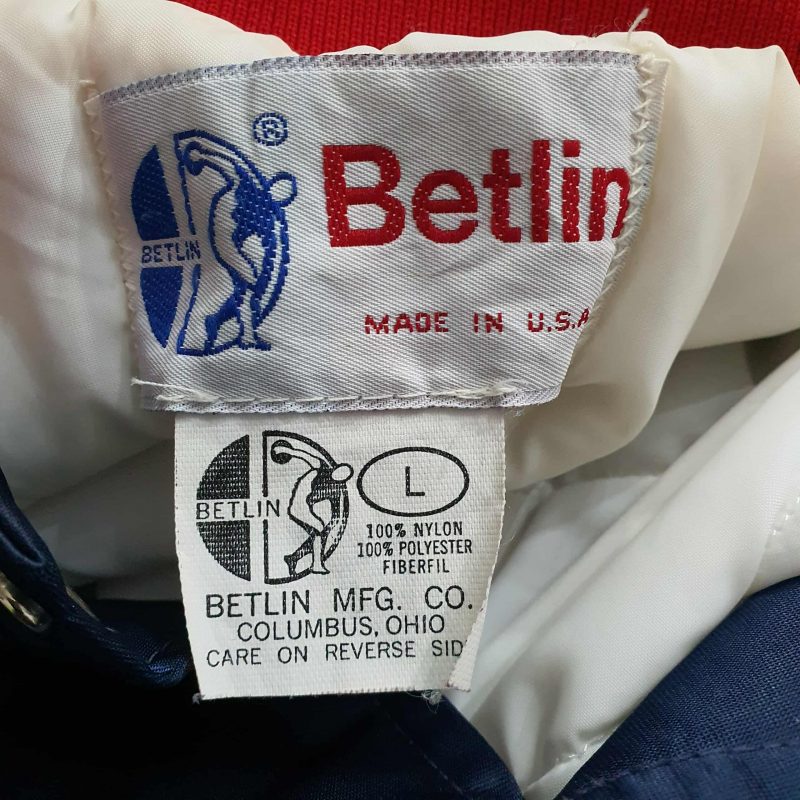 ®
Betlin
BETLIN
MADE IN U.S.A
BETLIN
L
100% NYLON
100% POLYESTER
FIBERFIL
BETLIN MFG. CO.
COLUMBUS, OHIO
CARE ON REVERSE SID